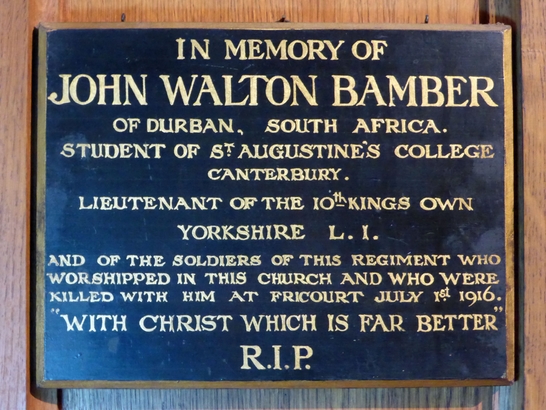 IN MEMORY OF
JOHN WALTON BAMBER
OF DURBAN, SOUTH AFRICA.
STUDENT OF ST AUGUSTINE'S COLLEGE
CANTERBURY.
LIEUTENANT OF THE 10th KINGS OWN
YORKSHIRE L. I.
AND OF THE SOLDIERS OF THIS REGIMENT WHO
WORSHIPPED IN THIS CHURCH AND WHO WERE
KILLED WITH HIM AT FRICOURT JULY 1st 1916.
"WITH CHRIST WHICH IS FAR BETTER"
R.I.P.